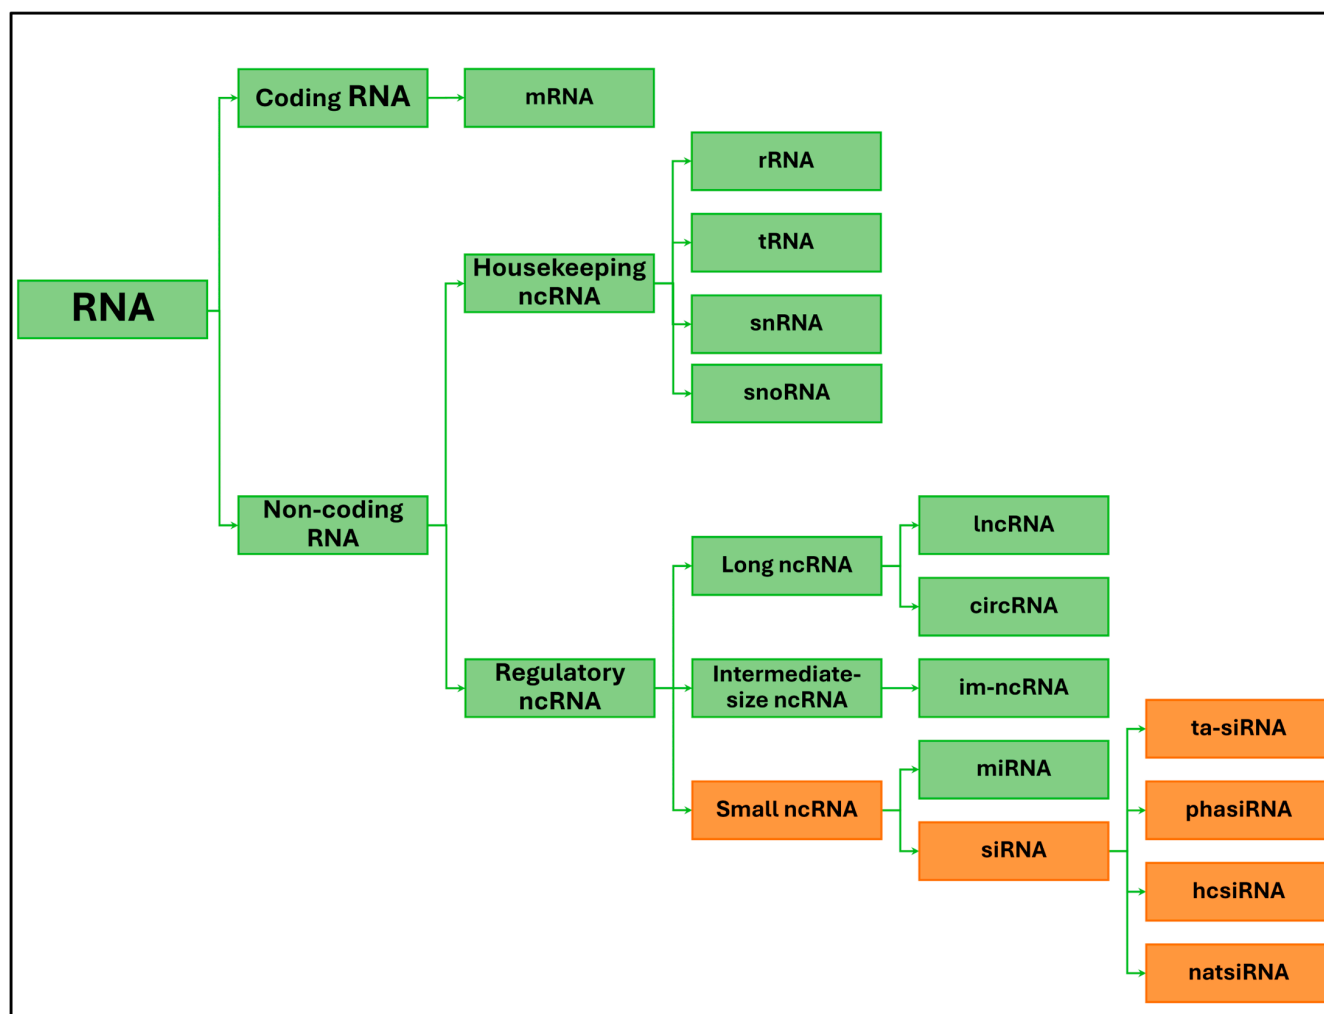 Coding RNA
mRNA
rRNA
tRNA
Housekeeping
ncRNA
RNA
snRNA
snoRNA
Non-coding
RNA
lncRNA
Long ncRNA
circRNA
Regulatory
ncRNA
Intermediate-
size ncRNA
im-ncRNA
ta-siRNA
miRNA
Small ncRNA
phasiRNA
siRNA
hcsiRNA
natsiRNA